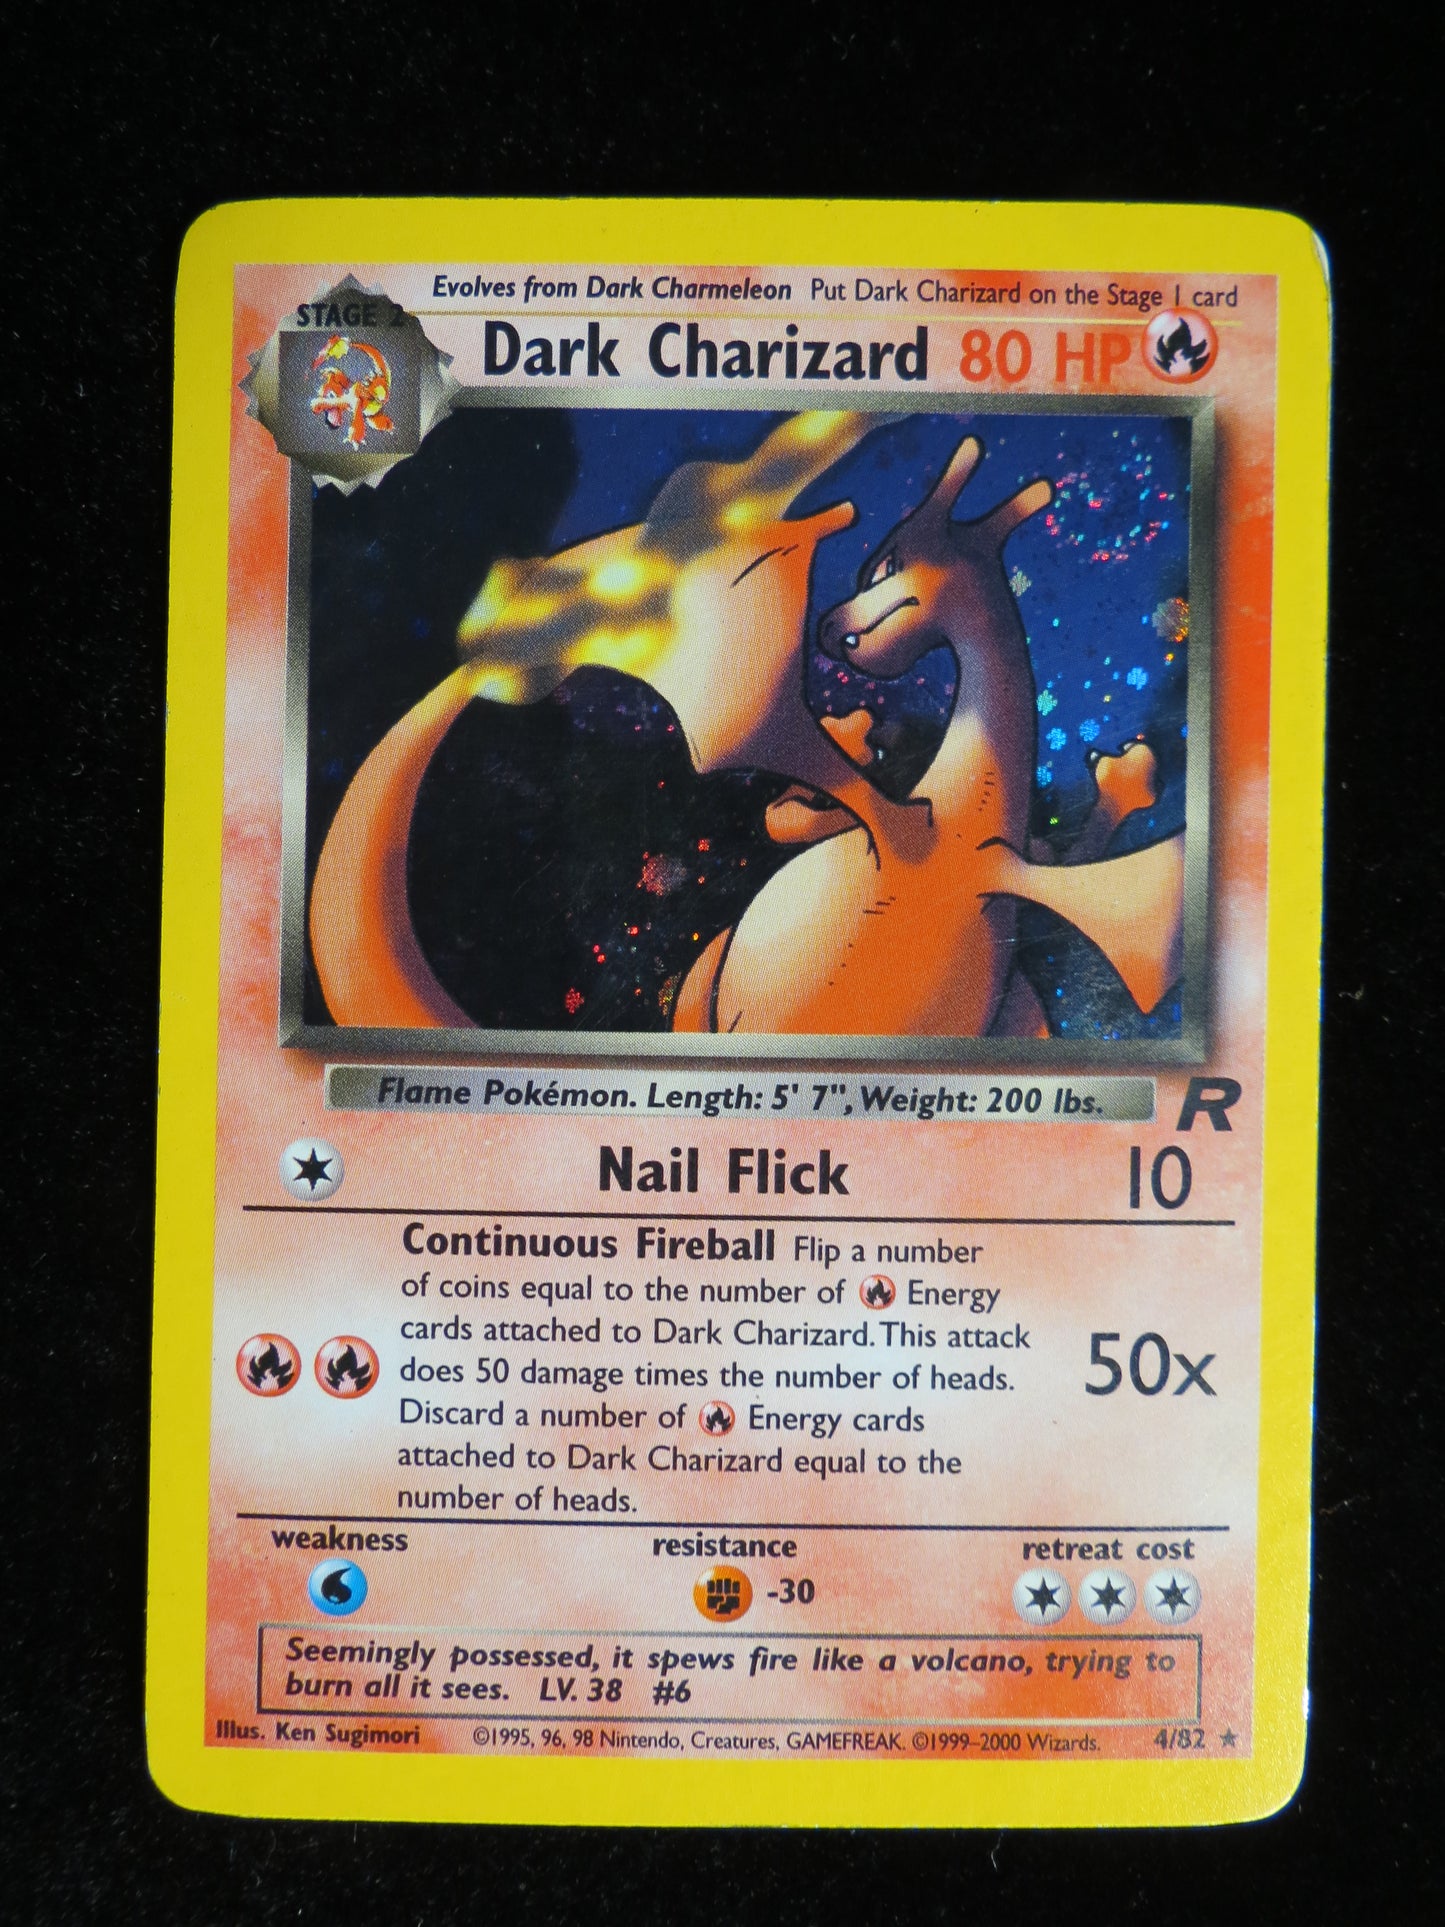 Evolves from Dark Charmeleon Put Dark Charizard on the Stage 1 card
STAGE 2
Dark Charizard 80 HP
Flame Pokémon. Length: 5' 7", Weight: 200 lbs.
R
Nail Flick 10
Continuous Fireball Flip a number
of coins equal to the number of Energy
cards attached to Dark Charizard. This attack
does 50 damage times the number of heads.
Discard a number of Energy cards
attached to Dark Charizard equal to the
number of heads.
50x
weakness resistance retreat cost
-30
Seemingly possessed, it spews fire like a volcano, trying to
burn all it sees. LV. 38 #6
Illus. Ken Sugimori ©1995, 96, 98 Nintendo, Creatures, GAMEFREAK. ©1999–2000 Wizards. 4/82 ★